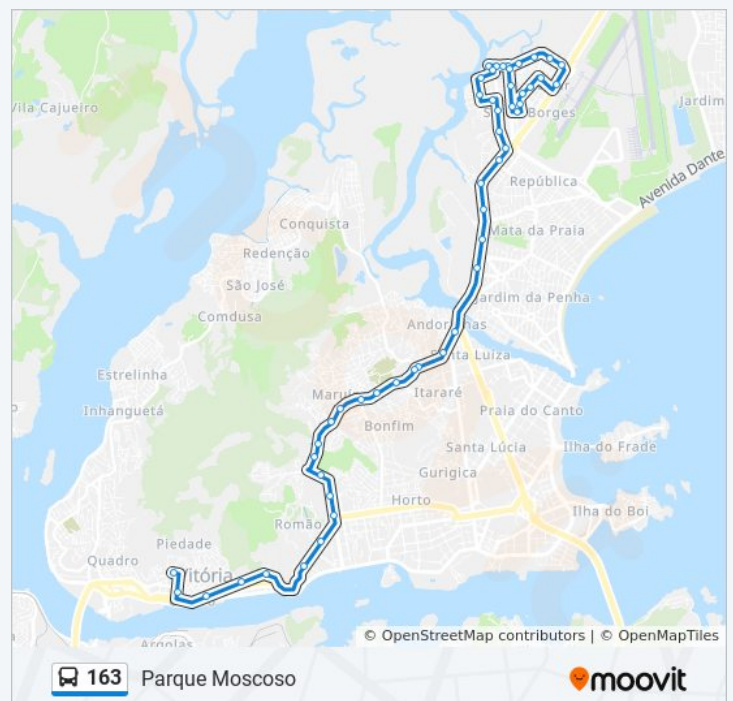 Vila Cajueiro
Borges
Jardim
República
Avenida Dante
Conquista
Mata da Praia
Redenção
São José
Jardim da Penha
Comdusa
Andorinhas
Santa Luiza
Estrelinha
Itararé
Inhanguetá
Praia do Canto
Bonfim
Santa Lúcia
Ilha do Frade
Gurigica
Horto
Ilha do Boi
Romão
Piedade
Quadro
Vitória
Argolas
© OpenStreetMap contributors | © OpenMapTiles
163 Parque Moscoso
moovit